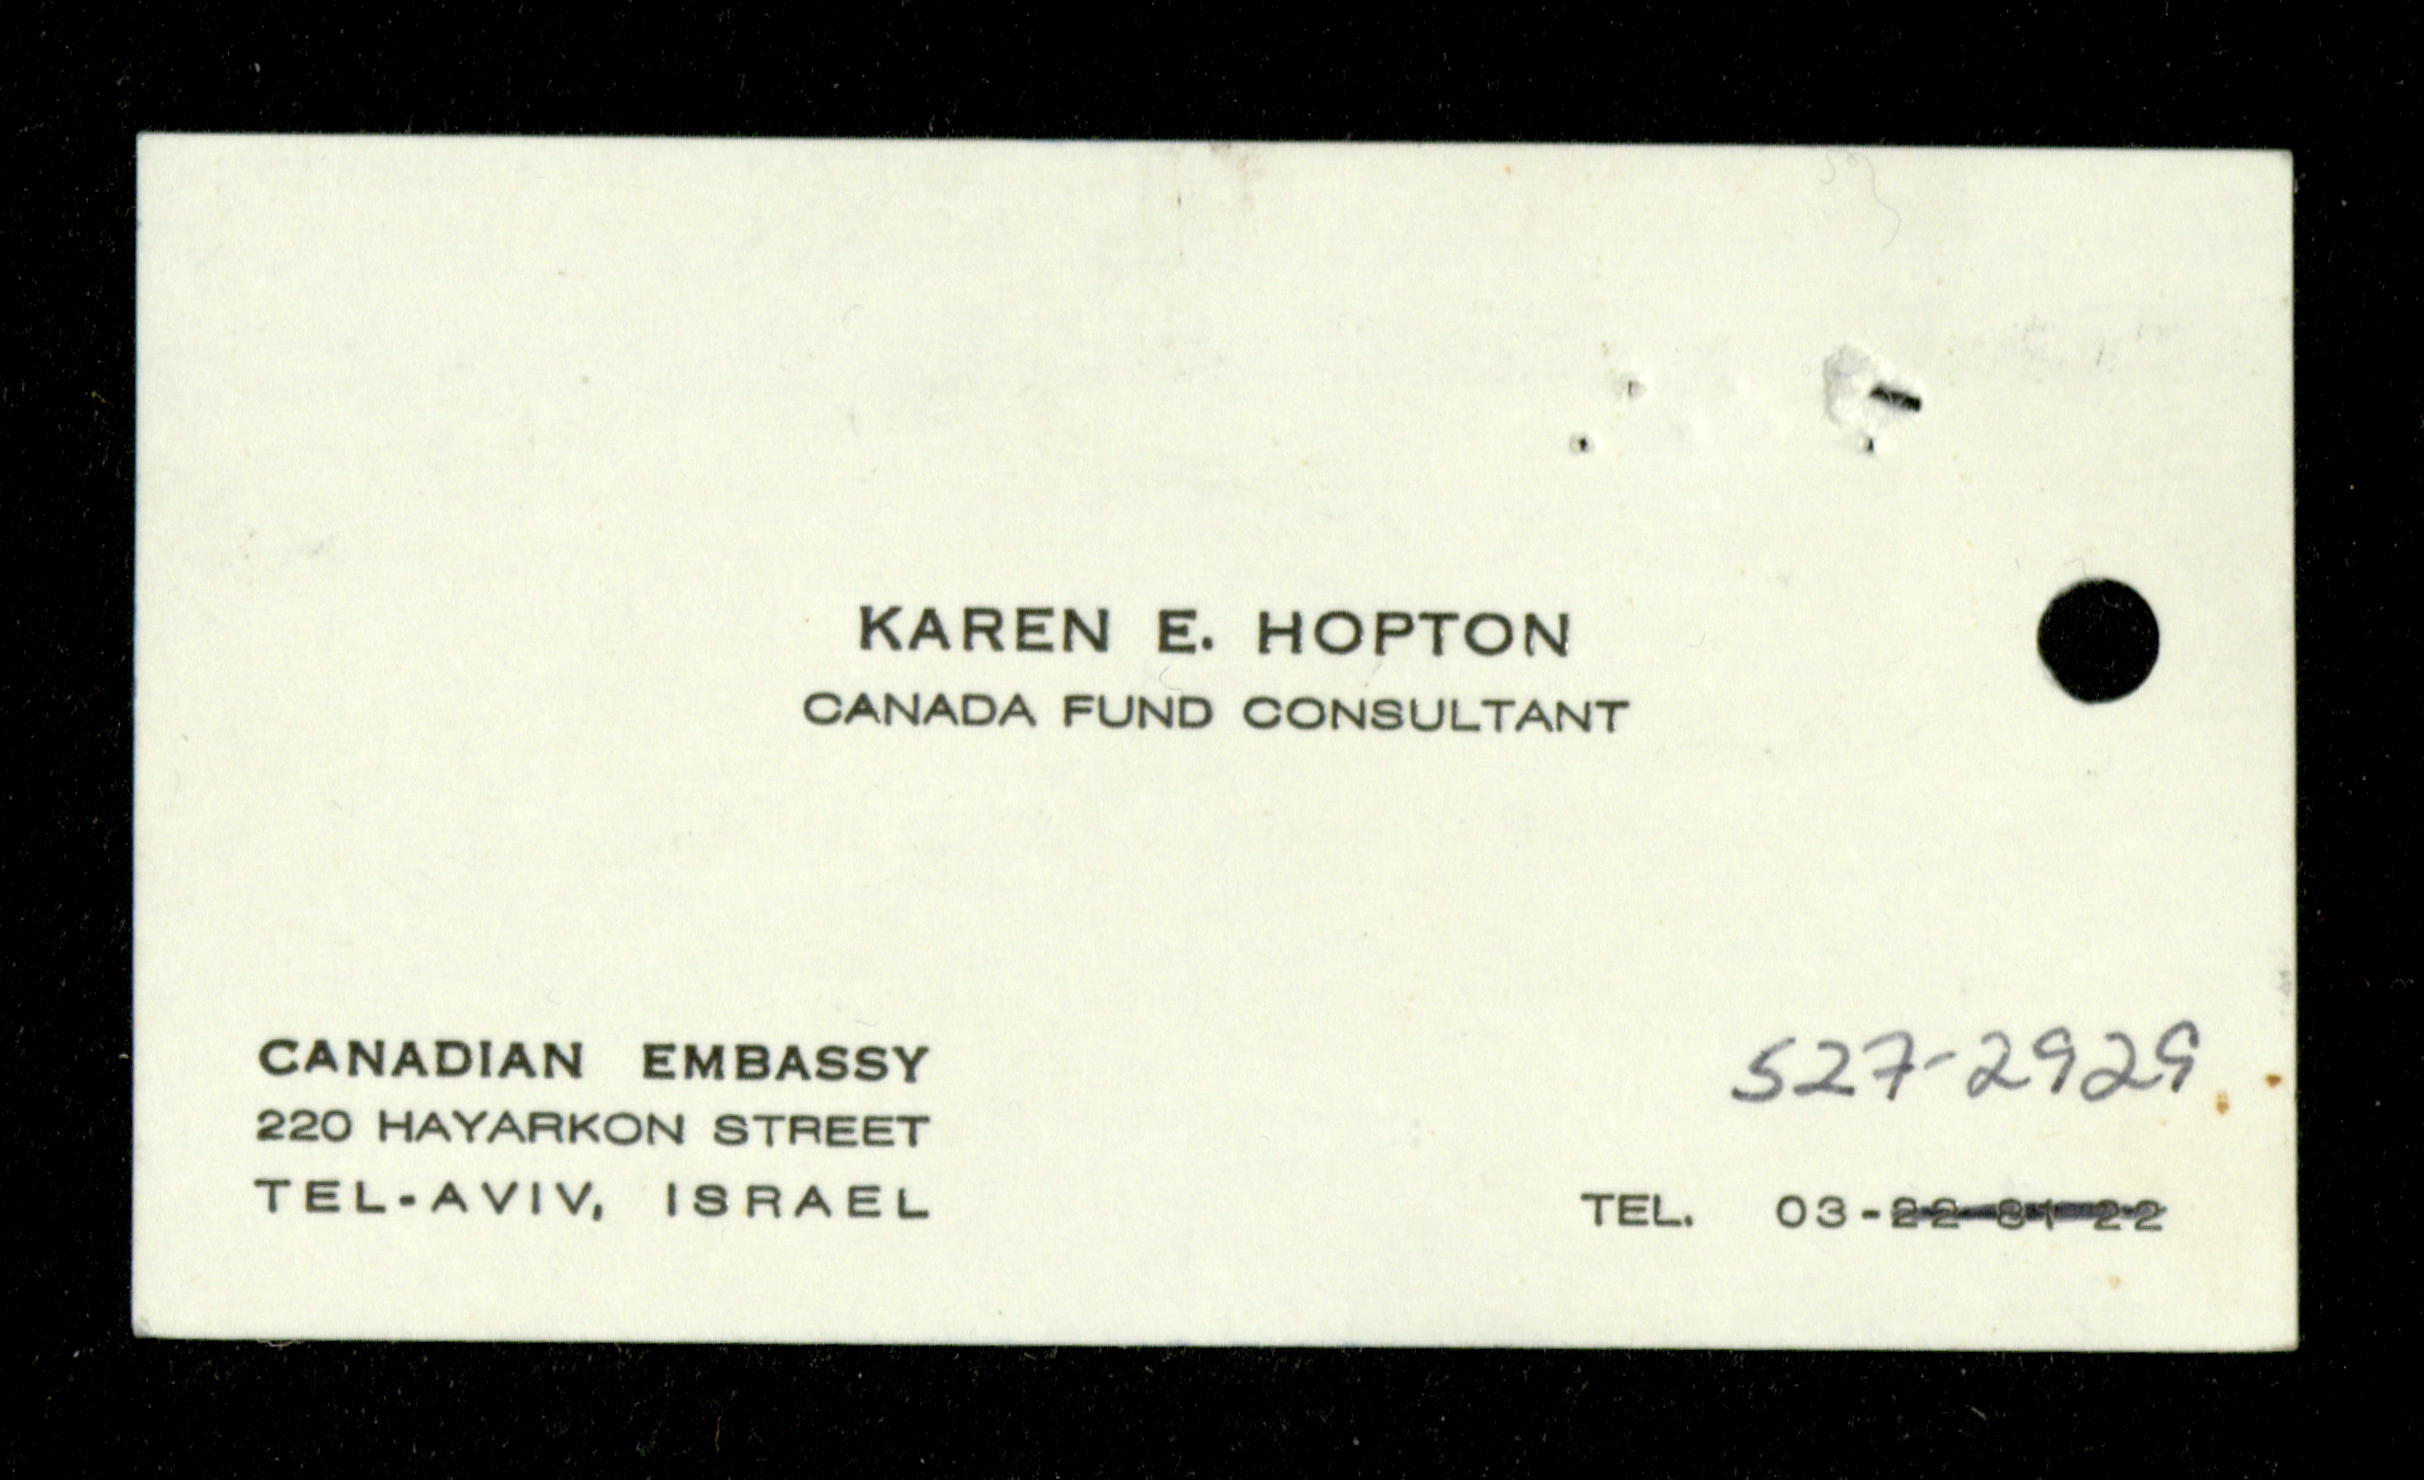 KAREN E. HOPTON
CANADA FUND CONSULTANT
CANADIAN EMBASSY
220 HAYARKON STREET
TEL-AVIV, ISRAEL
527-2929
TEL. 03-22 81 22